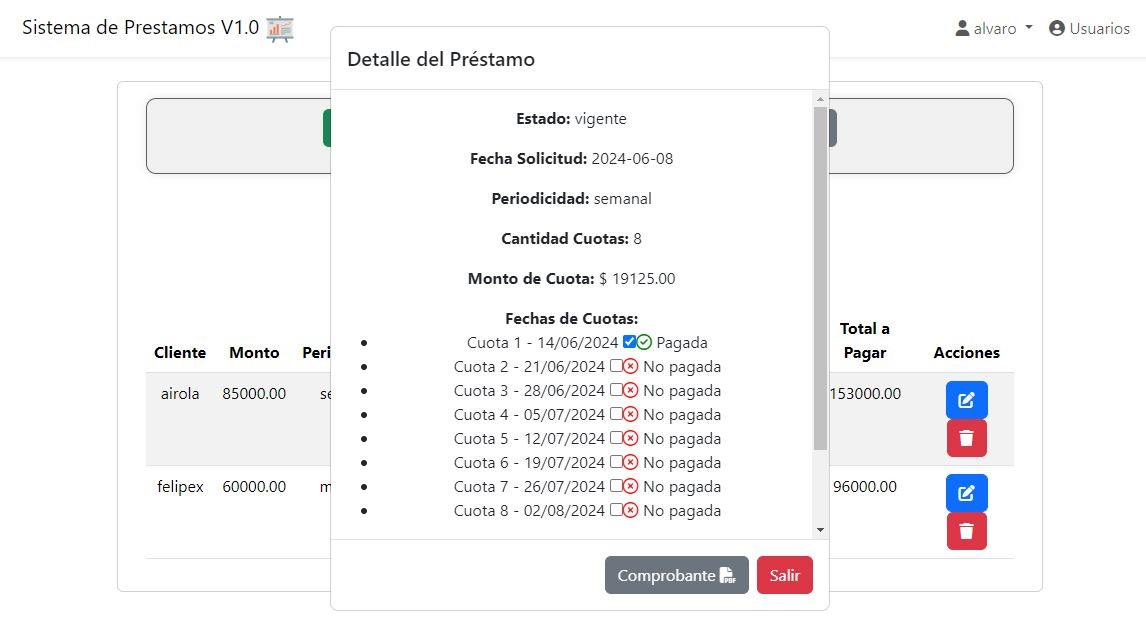 Sistema de Prestamos V1.0
alvaro
Usuarios
Detalle del Préstamo
Estado: vigente
Fecha Solicitud: 2024-06-08
Periodicidad: semanal
Cantidad Cuotas: 8
Monto de Cuota: $ 19125.00
Fechas de Cuotas:
Cuota 1 - 14/06/2024 Pagada
Cuota 2 - 21/06/2024 No pagada
Cuota 3 - 28/06/2024 No pagada
Cuota 4 - 05/07/2024 No pagada
Cuota 5 - 12/07/2024 No pagada
Cuota 6 - 19/07/2024 No pagada
Cuota 7 - 26/07/2024 No pagada
Cuota 8 - 02/08/2024 No pagada
Comprobante PDF
Salir
Cliente Monto Peri Total a Pagar Acciones
airola 85000.00 se 153000.00
felipex 60000.00 m 96000.00